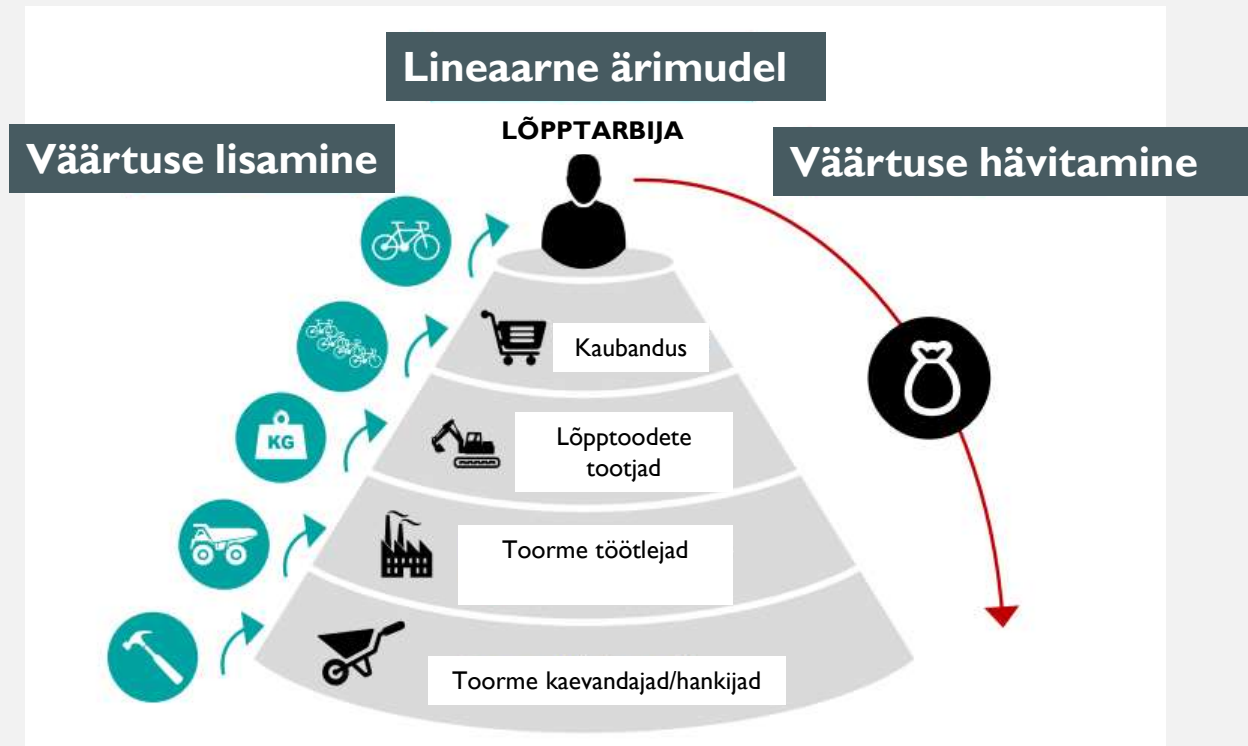 Lineaarne ärimudel
LÕPPTARBIJA
Väärtuse lisamine
Väärtuse hävitamine
Kaubandus
Lõpptoodete
tootjad
KG
Toorme töötlejad
Toorme kaevandajad/hankijad